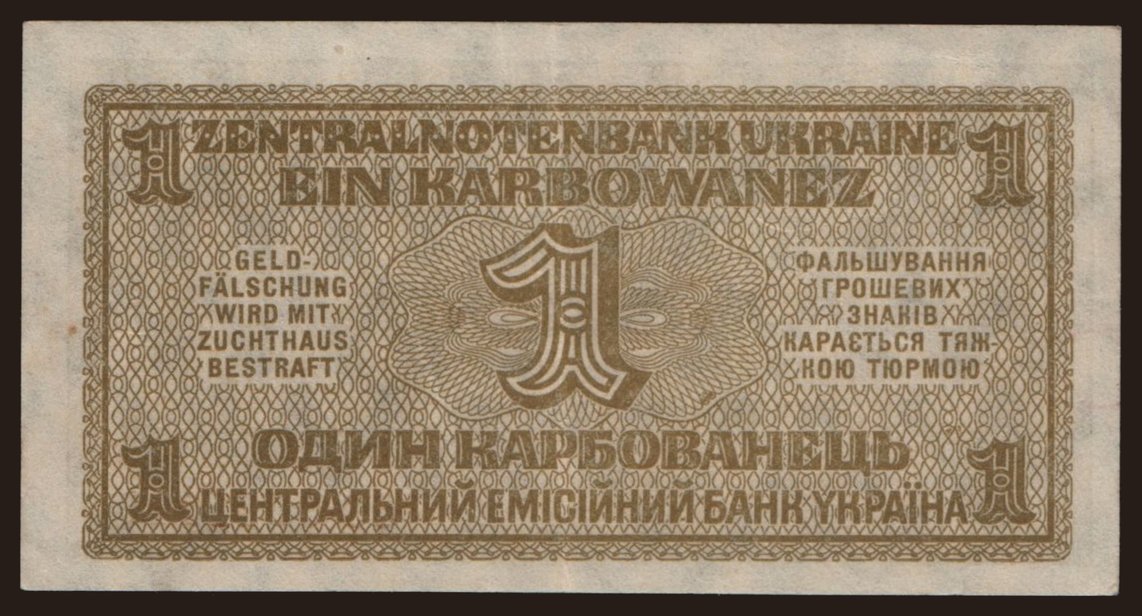 1 ZENTRALNOTENBANK UKRAINE 1
EIN KARBOWANEZ
GELD-
FÄLSCHUNG
WIRD MIT
ZUCHTHAUS
BESTRAFT
1
ФАЛЬШУВАННЯ
ГРОШЕВИХ
ЗНАКІВ
КАРАЄТЬСЯ ТЯЖ-
КОЮ ТЮРМОЮ
ОДИН КАРБОВАНЕЦЬ
1 ЦЕНТРАЛЬНИЙ ЕМІСІЙНИЙ БАНК УКРАЇНА 1